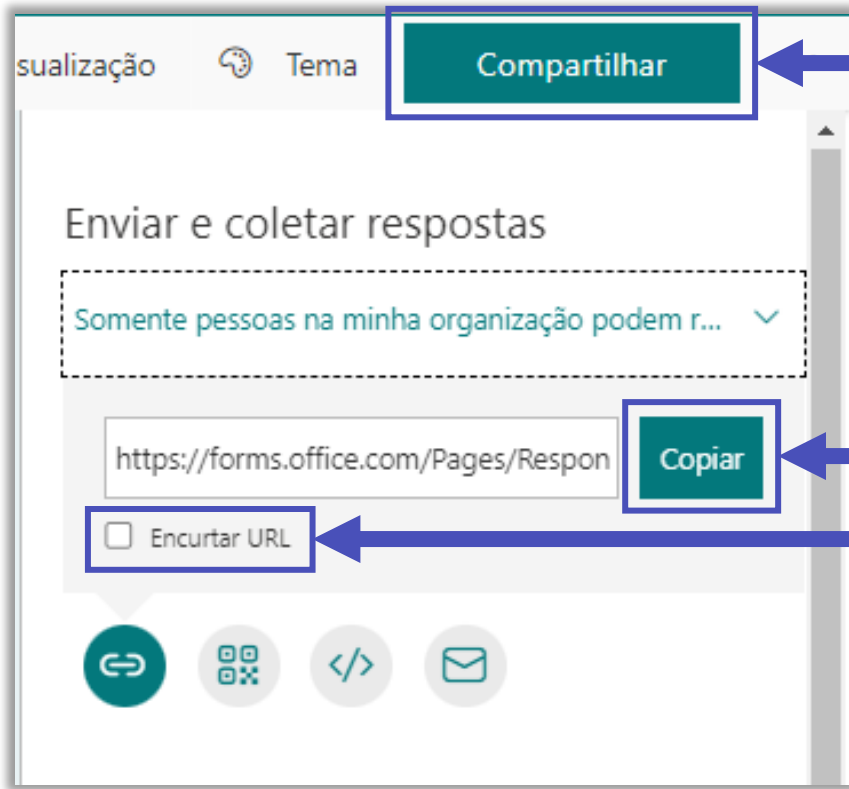 sualização Tema Compartilhar
Enviar e coletar respostas
Somente pessoas na minha organização podem r...
https://forms.office.com/Pages/Respon Copiar
Encurtar URL